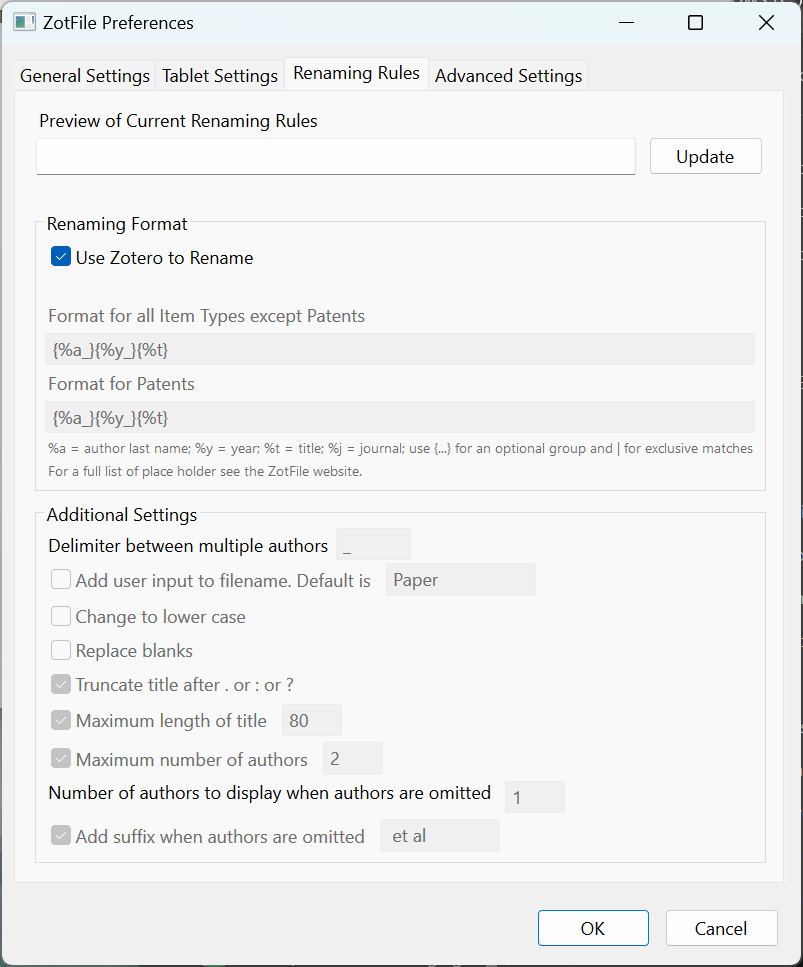 ZotFile Preferences
General Settings Tablet Settings Renaming Rules Advanced Settings
Preview of Current Renaming Rules
Update
Renaming Format
Use Zotero to Rename
Format for all Item Types except Patents
{%a_}{%y_}{%t}
Format for Patents
{%a_}{%y_}{%t}
%a = author last name; %y = year; %t = title; %j = journal; use {...} for an optional group and | for exclusive matches
For a full list of place holder see the ZotFile website.
Additional Settings
Delimiter between multiple authors _
Add user input to filename. Default is Paper
Change to lower case
Replace blanks
Truncate title after . or : or ?
Maximum length of title 80
Maximum number of authors 2
Number of authors to display when authors are omitted 1
Add suffix when authors are omitted et al
OK Cancel